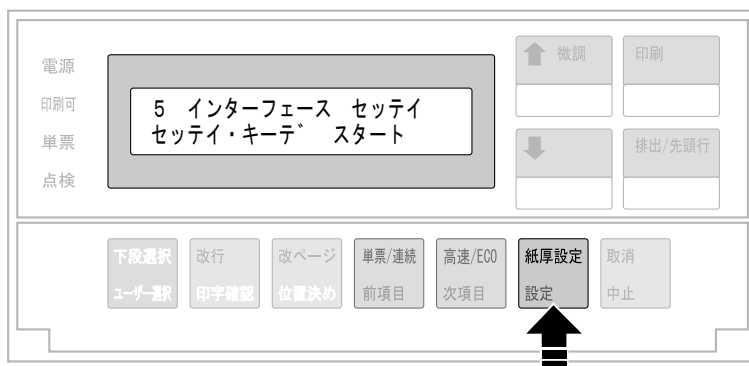 電源
印刷可
単票
点検
5 インターフェース セッテイ
セッテイ・キーデ゛ スタート
微調
印刷
排出/先頭行
下段選択
ユーザー選択
改行
印字確認
改ページ
位置決め
単票/連続
前項目
高速/ECO
次項目
紙厚設定
設定
取消
中止